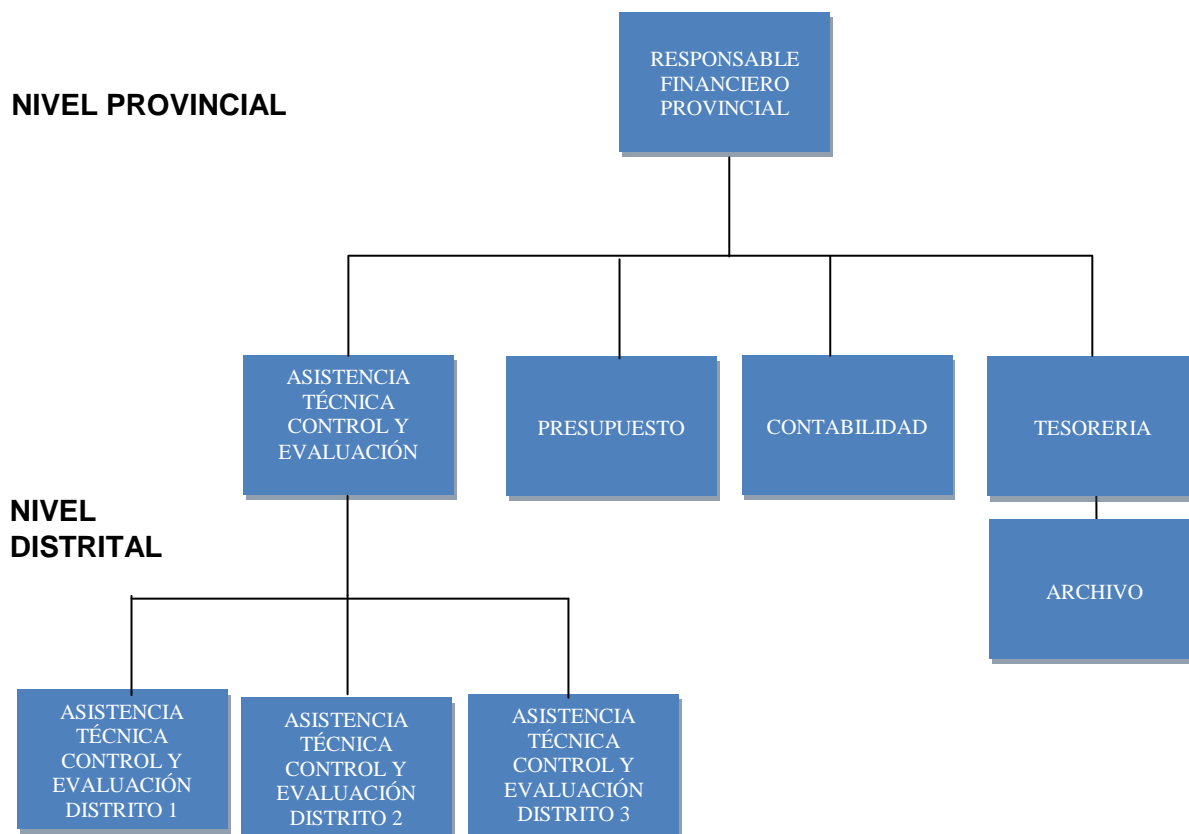 RESPONSABLE
FINANCIERO
PROVINCIAL
NIVEL PROVINCIAL
ASISTENCIA
TÉCNICA
CONTROL Y
EVALUACIÓN
PRESUPUESTO
CONTABILIDAD
TESORERIA
NIVEL
DISTRITAL
ARCHIVO
ASISTENCIA
TÉCNICA
CONTROL Y
EVALUACIÓN
DISTRITO 1
ASISTENCIA
TÉCNICA
CONTROL Y
EVALUACIÓN
DISTRITO 2
ASISTENCIA
TÉCNICA
CONTROL Y
EVALUACIÓN
DISTRITO 3